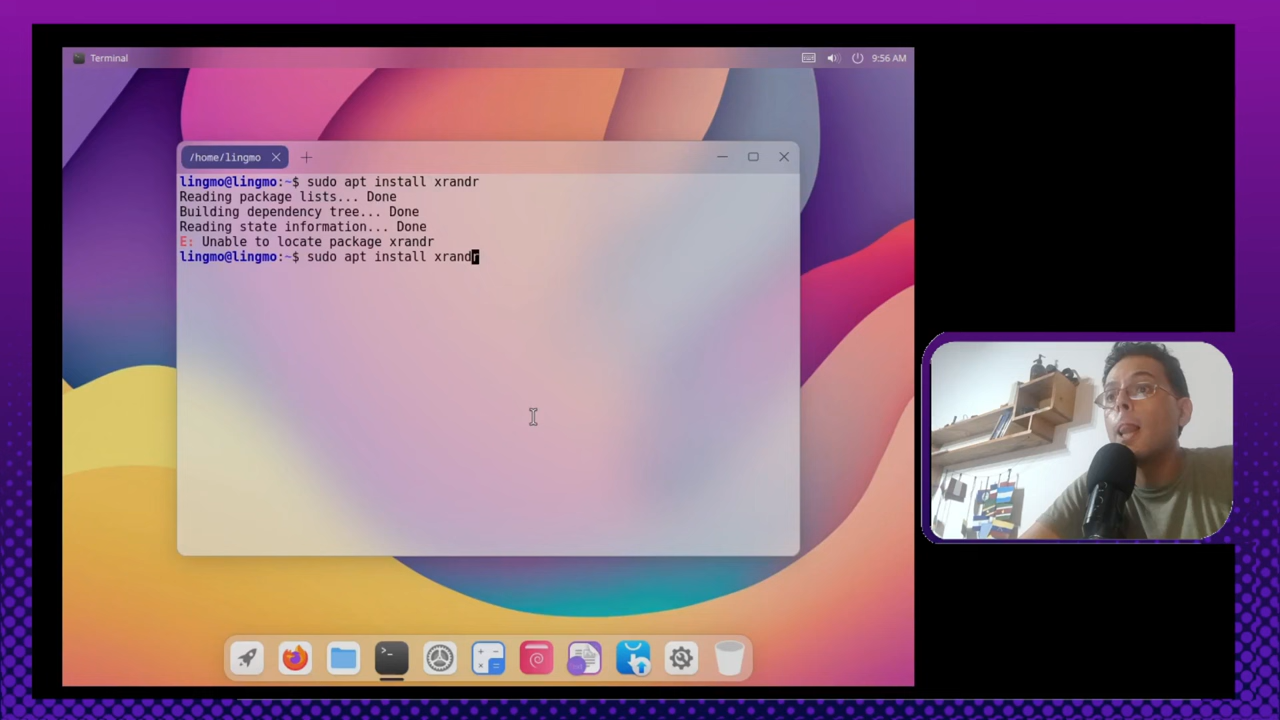 Terminal
9:56 AM
/home/lingmo
lingmo@lingmo:~$ sudo apt install xrandr
Reading package lists... Done
Building dependency tree... Done
Reading state information... Done
E: Unable to locate package xrandr
lingmo@lingmo:~$ sudo apt install xrandr